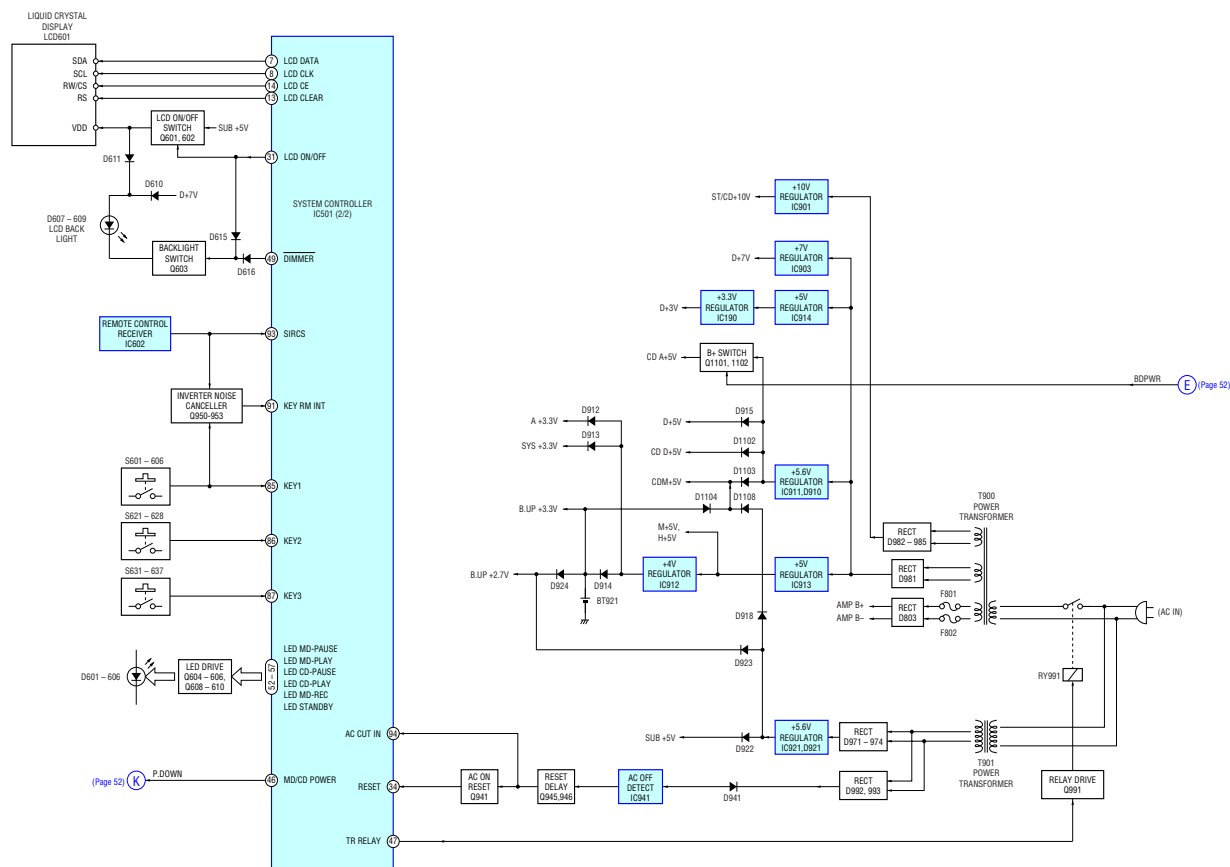 LIQUID CRYSTAL
DISPLAY
LCD601
SDA
SCL
RW/CS
RS
VDD
7
LCD DATA
8
LCD CLK
14
LCD CE
13
LCD CLEAR
LCD ON/OFF
SWITCH
Q601, 602
SUB +5V
31
LCD ON/OFF
D611
D610
D+7V
D607 – 609
LCD BACK
LIGHT
SYSTEM CONTROLLER
IC501 (2/2)
D615
BACKLIGHT
SWITCH
Q603
D616
49
DIMMER
REMOTE CONTROL
RECEIVER
IC602
93
SIRCS
INVERTER NOISE
CANCELLER
Q950-953
91
KEY RM INT
S601 – 606
85
KEY1
S621 – 628
86
KEY2
S631 – 637
87
KEY3
D601 – 606
LED DRIVE
Q604 – 606,
Q608 – 610
52 – 57
LED MD-PAUSE
LED MD-PLAY
LED CD-PAUSE
LED CD-PLAY
LED MD-REC
LED STANDBY
AC CUT IN
94
(Page 52)
K
P.DOWN
46
MD/CD POWER
RESET
34
TR RELAY
47
AC ON
RESET
Q941
RESET
DELAY
Q945,946
AC OFF
DETECT
IC941
D941
RECT
D992, 993
ST/CD+10V
+10V
REGULATOR
IC901
D+7V
+7V
REGULATOR
IC903
D+3V
+3.3V
REGULATOR
IC190
+5V
REGULATOR
IC914
CD A+5V
B+ SWITCH
Q1101, 1102
BDPWR
E
(Page 52)
A +3.3V
D912
SYS +3.3V
D913
D+5V
D915
CD D+5V
D1102
CDM+5V
D1103
+5.6V
REGULATOR
IC911,D910
B.UP +3.3V
D1104
D1108
M+5V,
H+5V
B.UP +2.7V
D924
D914
BT921
+4V
REGULATOR
IC912
+5V
REGULATOR
IC913
D918
D923
T900
POWER
TRANSFORMER
RECT
D982 – 985
RECT
D981
AMP B+
AMP B–
RECT
D803
F801
F802
(AC IN)
RY991
SUB +5V
D922
+5.6V
REGULATOR
IC921,D921
RECT
D971 – 974
T901
POWER
TRANSFORMER
RELAY DRIVE
Q991